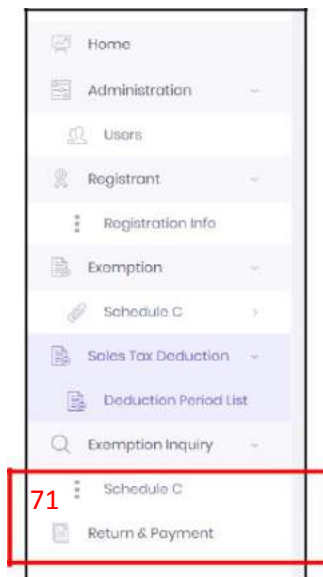 Home
Administration
Users
Registrant
Registration Info
Exemption
Schedule C
Sales Tax Deduction
Deduction Period List
Exemption Inquiry
71
Schedule C
Return & Payment